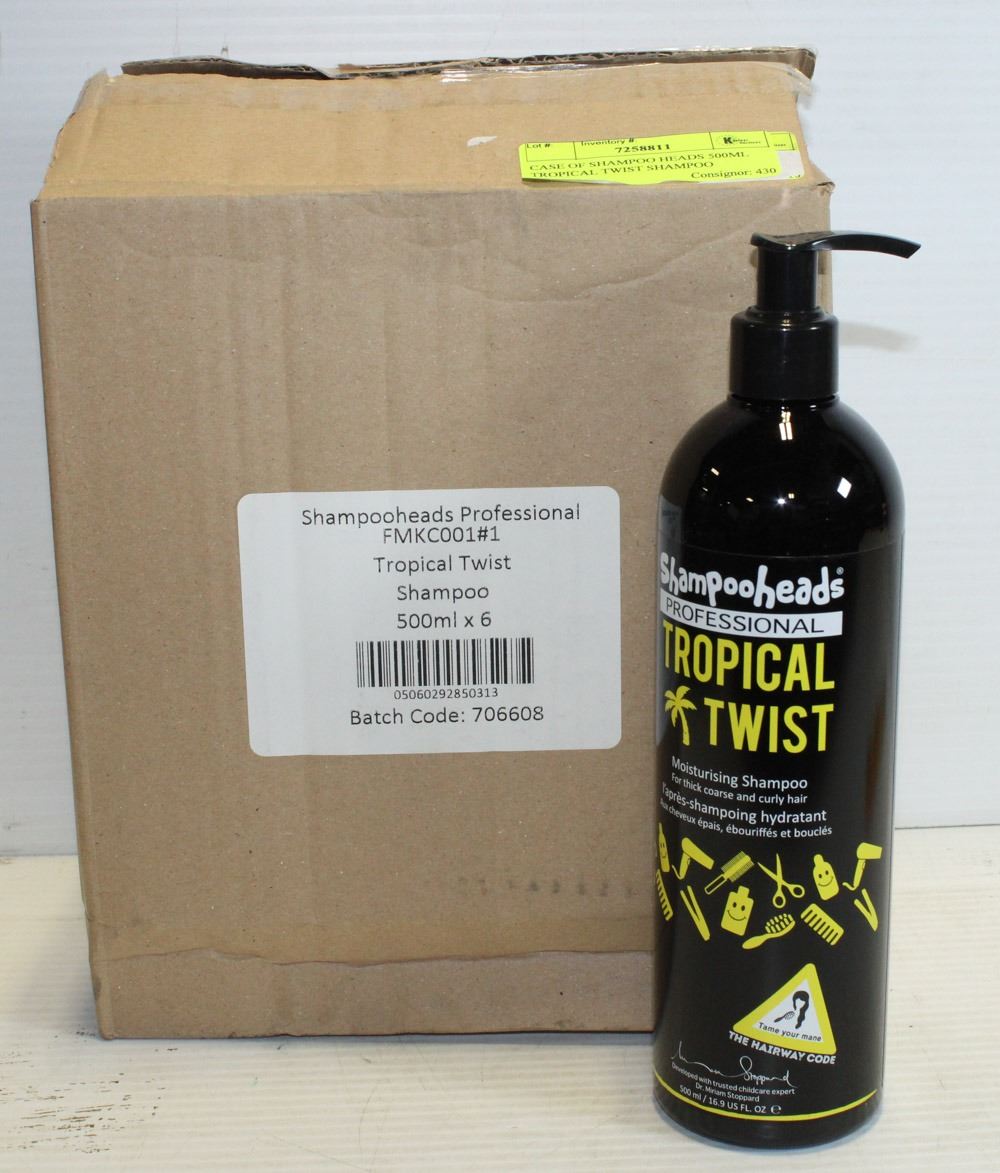 Lot #
Inventory #
7258811
CASE OF SHAMPOO HEADS 500ML
TROPICAL TWIST SHAMPOO
Consignor: 430
Shampooheads Professional
FMKC001#1
Tropical Twist
Shampoo
500ml x 6
05060292850313
Batch Code: 706608
Shampooheads®
PROFESSIONAL
TROPICAL
TWIST
Moisturising Shampoo
For thick coarse and curly hair
l'après-shampoing hydratant
Aux cheveux épais, ébouriffés et bouclés
Tame your mane
THE HAIRWAY CODE
Developed with trusted childcare expert
Dr. Miriam Stoppard
500 ml / 16.9 US FL. OZ ℮